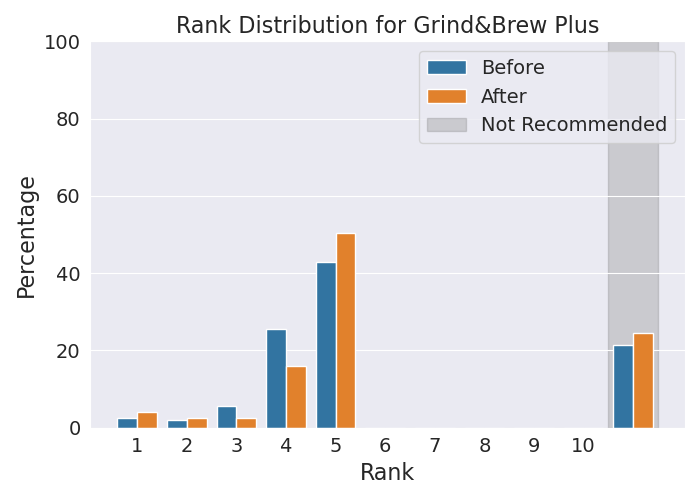 Rank Distribution for Grind&Brew Plus
100
80
60
40
20
0
Percentage
Before
After
Not Recommended
1 2 3 4 5 6 7 8 9 10
Rank